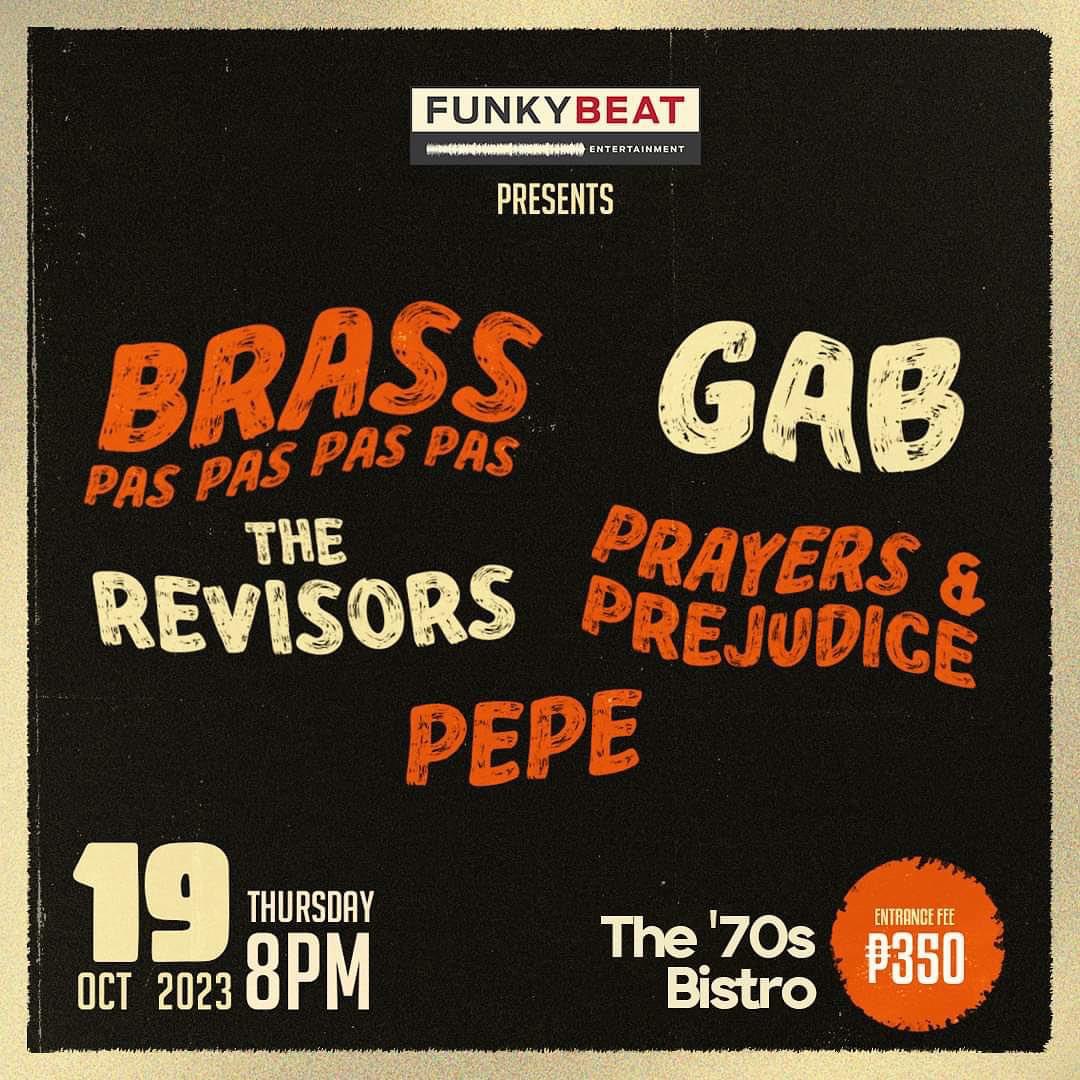 FUNKYBEAT
ENTERTAINMENT
PRESENTS
BRASS
PAS PAS PAS PAS
GAB
THE
REVISORS
PRAYERS &
PREJUDICE
PEPE
19
OCT 2023
THURSDAY
8PM
The '70s
Bistro
ENTRANCE FEE
₱350